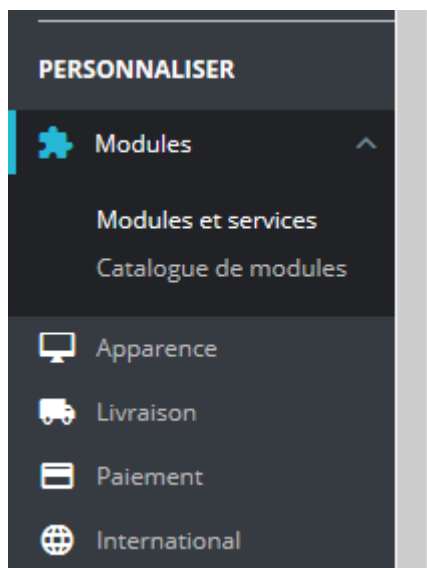 PERSONNALISER
Modules
Modules et services
Catalogue de modules
Apparence
Livraison
Paiement
International